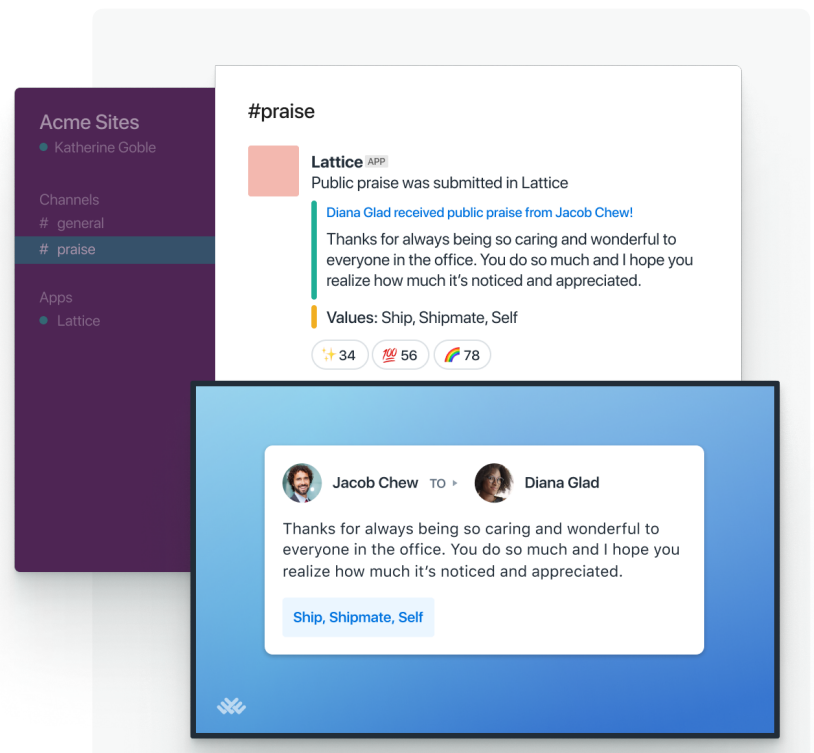 Acme Sites
Katherine Goble
Channels
# general
# praise
Apps
Lattice
#praise
Lattice APP
Public praise was submitted in Lattice
Diana Glad received public praise from Jacob Chew!
Thanks for always being so caring and wonderful to
everyone in the office. You do so much and I hope you
realize how much it’s noticed and appreciated.
Values: Ship, Shipmate, Self
✨ 34 💯 56 🌈 78
Jacob Chew TO ▸ Diana Glad
Thanks for always being so caring and wonderful to
everyone in the office. You do so much and I hope you
realize how much it’s noticed and appreciated.
Ship, Shipmate, Self